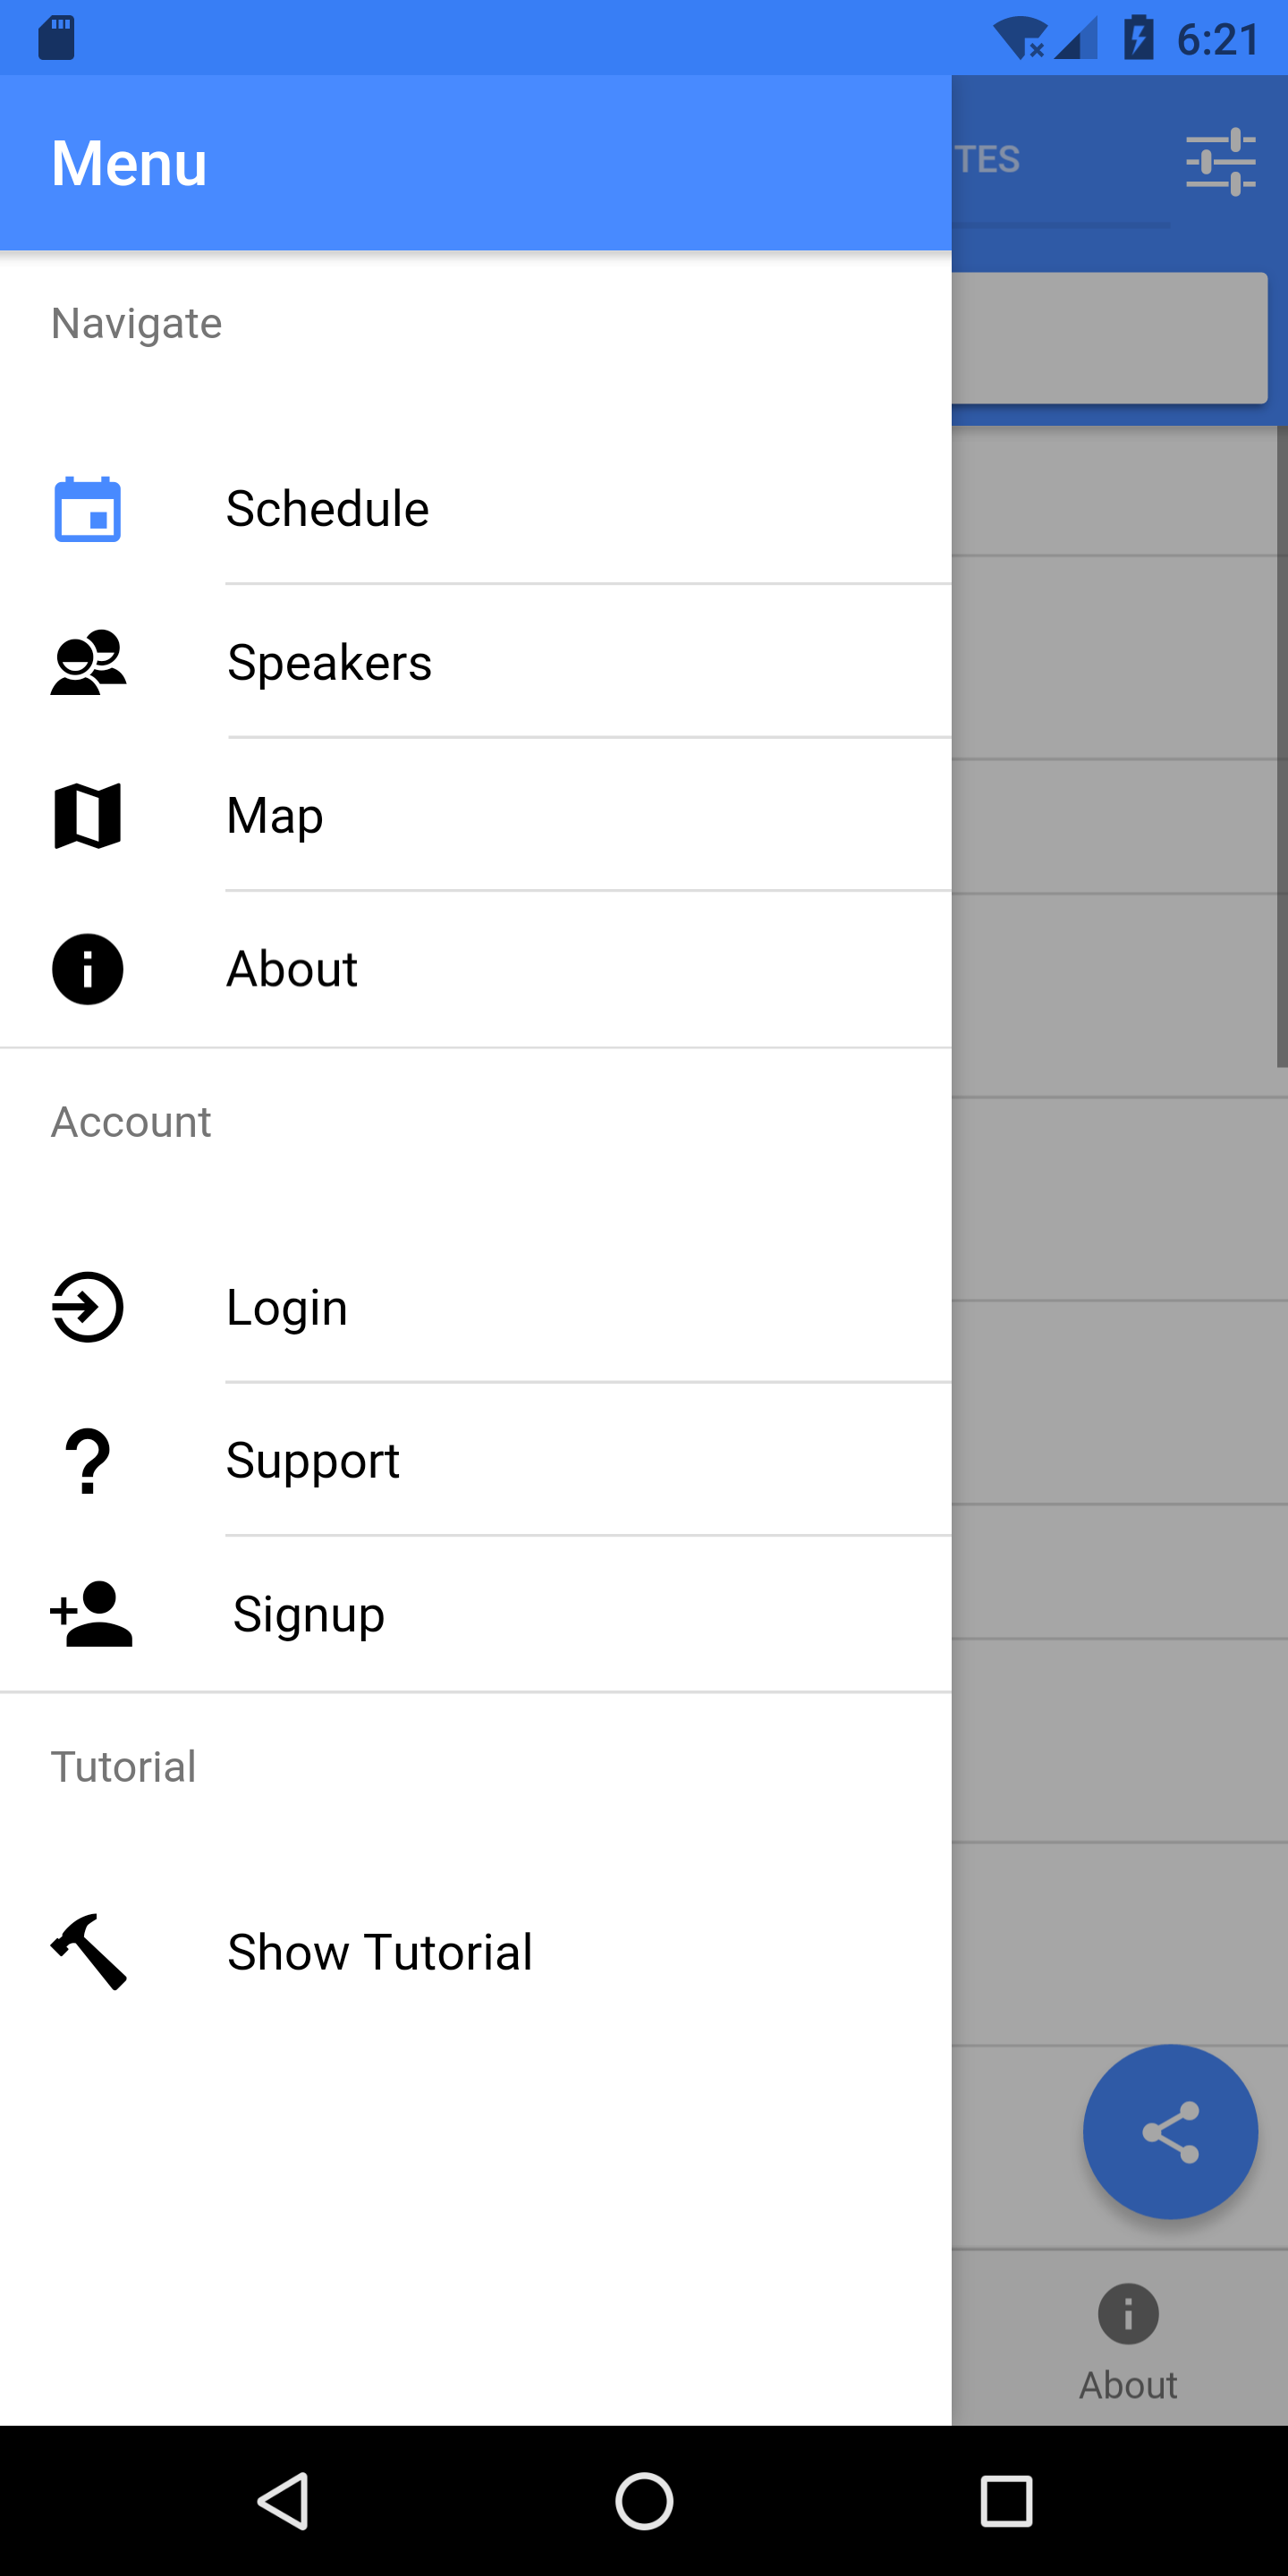 6:21
Menu
TES
Navigate
Schedule
Speakers
Map
About
Account
Login
Support
Signup
Tutorial
Show Tutorial
About